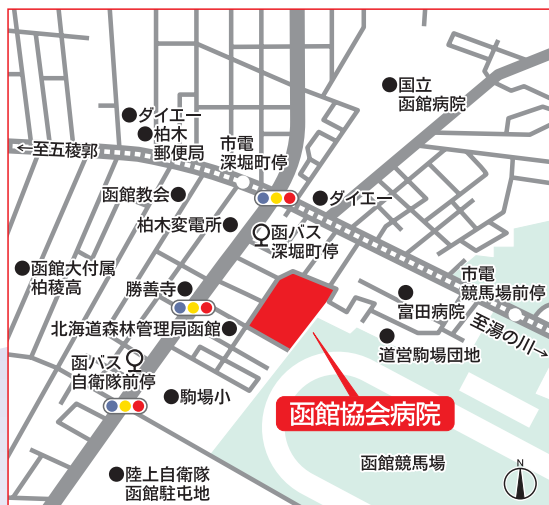 国立
函館病院
ダイエー
柏木
郵便局
市電
深堀町停
←至五稜郭
函館教会
ダイエー
柏木変電所
函バス
深堀町停
函館大付属
柏稜高
勝善寺
市電
競馬場前停
富田病院
北海道森林管理局函館
至湯の川→
道営駒場団地
函バス
自衛隊前停
駒場小
函館協会病院
函館競馬場
陸上自衛隊
函館駐屯地
N